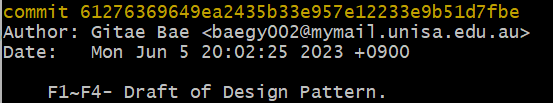 commit 61276369649ea2435b33e957e12233e9b51d7fbe
Author: Gitae Bae <baegy002@mymail.unisa.edu.au>
Date:   Mon Jun 5 20:02:25 2023 +0900
F1~F4- Draft of Design Pattern.